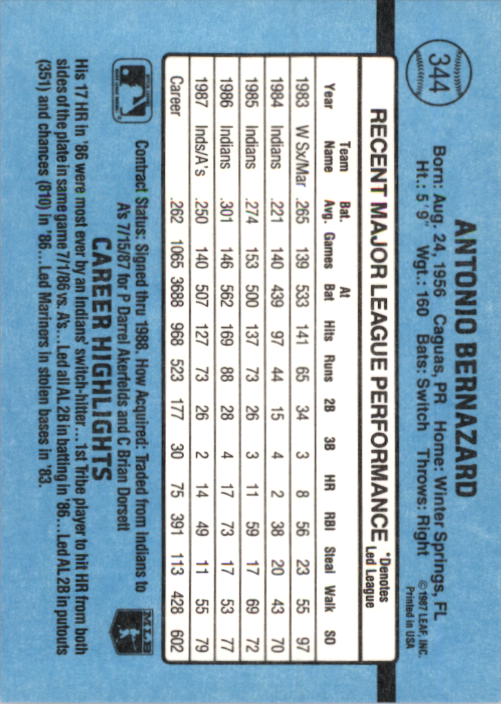 344
ANTONIO BERNAZARD
Born: Aug. 24, 1956 Caguas, PR Home: Winter Springs, FL
Ht.: 5'9" Wgt.: 160 Bats: Switch Throws: Right
©1987 LEAF, INC.
Printed in USA
RECENT MAJOR LEAGUE PERFORMANCE *Denotes Led League
Year Team Name Bat. Avg. Games At Bat Hits Runs 2B 3B HR RBI Steal Walk SO
1983 W Sx/Mar .265 139 533 141 65 34 3 8 56 23 55 97
1984 Indians .221 140 439 97 44 15 4 2 38 20 43 70
1985 Indians .274 153 500 137 73 26 3 11 59 17 69 72
1986 Indians .301 146 562 169 88 28 4 17 73 17 53 77
1987 Inds/A's .250 140 507 127 73 26 2 14 49 11 55 79
Career .262 1065 3688 968 523 177 30 75 391 113 428 602
Contract Status: Signed thru 1988. How Acquired: Traded from Indians to
A's 7/15/87 for P Darrel Akerfelds and C Brian Dorsett
MLB
CAREER HIGHLIGHTS
His 17 HR in '86 were most ever by an Indians' switch-hitter...1st Tribe player to hit HR from both
sides of the plate in same game 7/1/86 vs. A's...Led all AL 2B in batting in '86...Led AL 2B in putouts
(351) and chances (810) in '86...Led Mariners in stolen bases in '83.